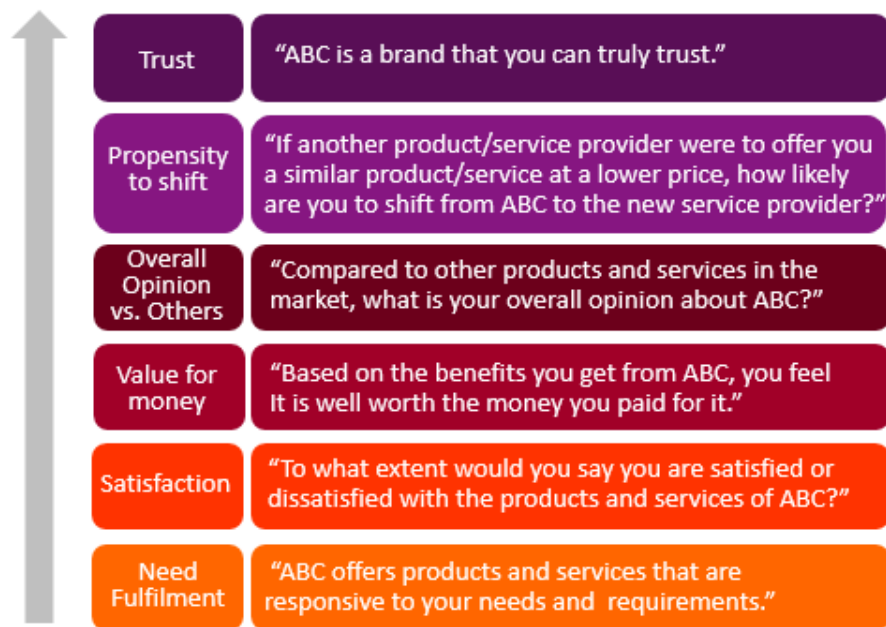 Trust
“ABC is a brand that you can truly trust.”
Propensity
to shift
“If another product/service provider were to offer you
a similar product/service at a lower price, how likely
are you to shift from ABC to the new service provider?”
Overall
Opinion
vs. Others
“Compared to other products and services in the
market, what is your overall opinion about ABC?”
Value for
money
“Based on the benefits you get from ABC, you feel
It is well worth the money you paid for it.”
Satisfaction
“To what extent would you say you are satisfied or
dissatisfied with the products and services of ABC?”
Need
Fulfilment
“ABC offers products and services that are
responsive to your needs and  requirements.”